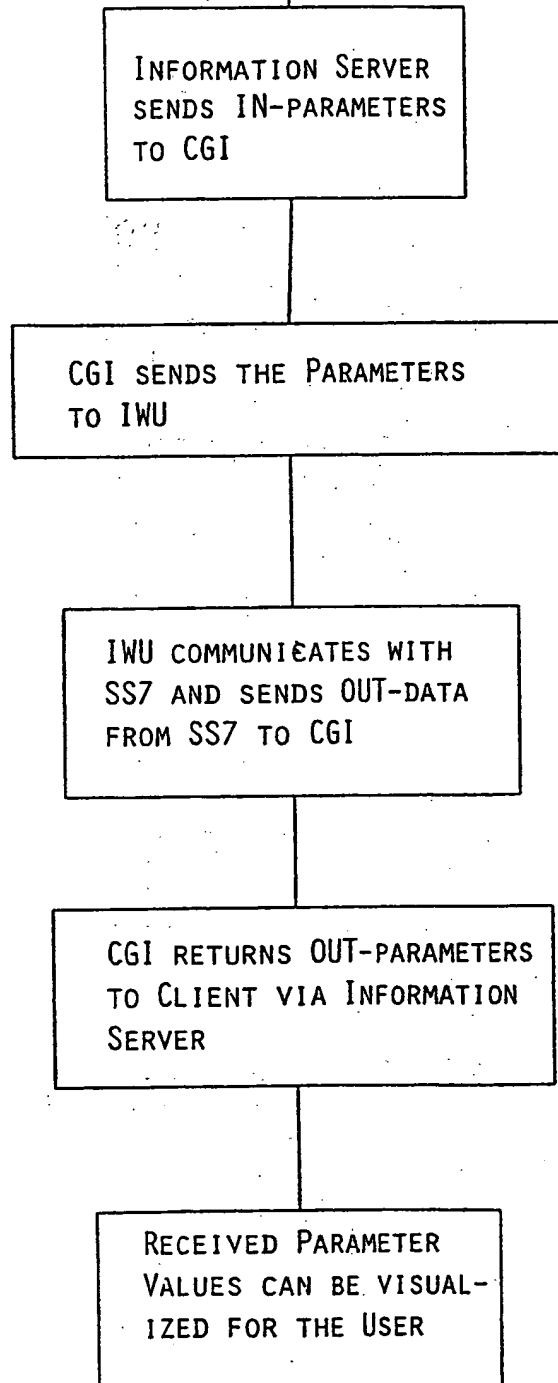 INFORMATION SERVER
SENDS IN-PARAMETERS
TO CGI
CGI SENDS THE PARAMETERS
TO IWU
IWU COMMUNICATES WITH
SS7 AND SENDS OUT-DATA
FROM SS7 TO CGI
CGI RETURNS OUT-PARAMETERS
TO CLIENT VIA INFORMATION
SERVER
RECEIVED PARAMETER
VALUES CAN BE VISUAL-
IZED FOR THE USER